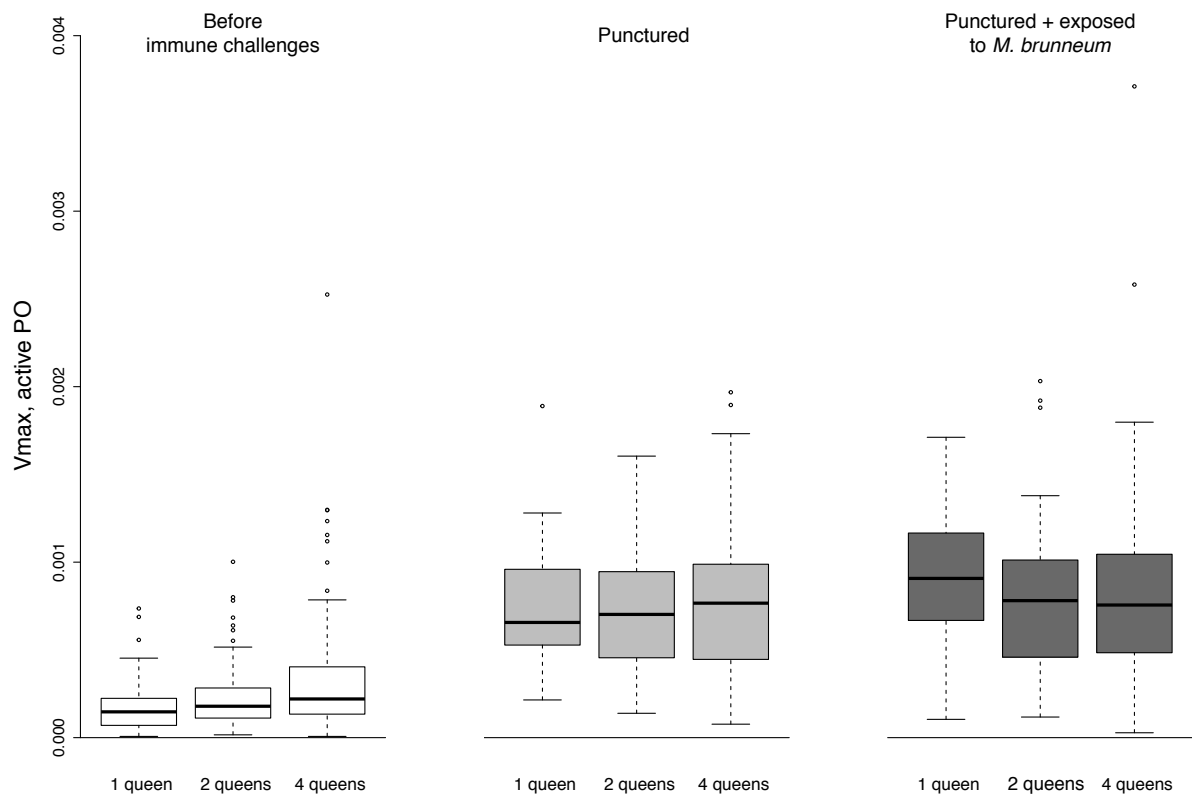 Before
immune challenges
Punctured
Punctured + exposed
to M. brunneum
Vmax, active PO
0.004
0.003
0.002
0.001
0.000
1 queen 2 queens 4 queens
1 queen 2 queens 4 queens
1 queen 2 queens 4 queens